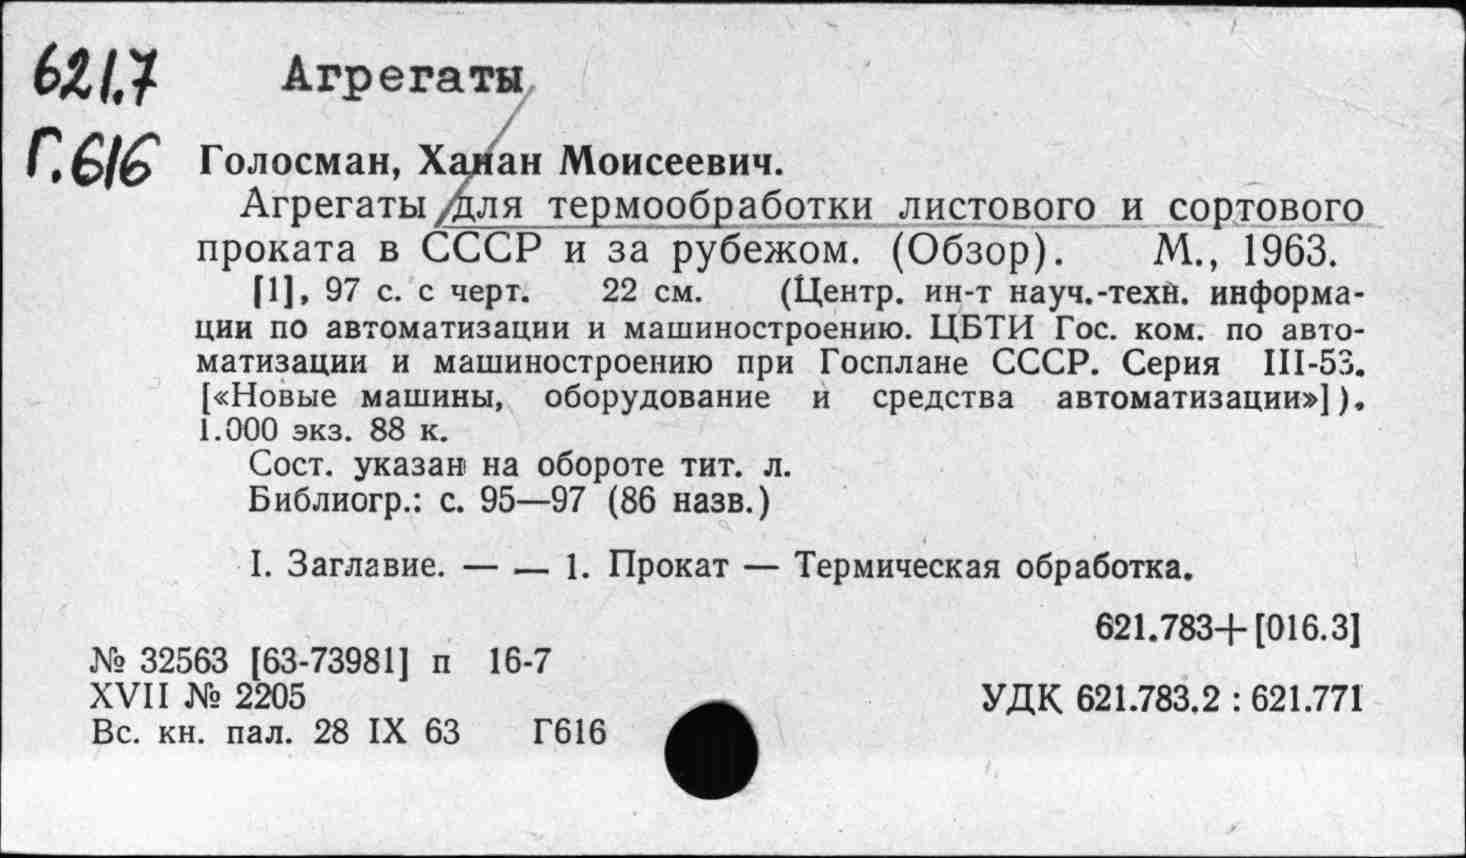 621.7 Агрегаты
Г.616 Голосман, Ханан Моисеевич.
Агрегаты для термообработки листового и сортового
проката в СССР и за рубежом. (Обзор). М., 1963.
[1], 97 с. с черт. 22 см. (Центр. ин-т науч.-техн. информа-
ции по автоматизации и машиностроению. ЦБТИ Гос. ком. по авто-
матизации и машиностроению при Госплане СССР. Серия III-53.
[«Новые машины, оборудование и средства автоматизации»]).
1.000 экз. 88 к.
Сост. указан на обороте тит. л.
Библиогр.: с. 95—97 (86 назв.)
I. Заглавие. — — 1. Прокат — Термическая обработка.
621.783+[016.3]
№ 32563 [63-73981] п 16-7
XVII № 2205 УДК 621.783.2 : 621.771
Вс. кн. пал. 28 IX 63 Г616